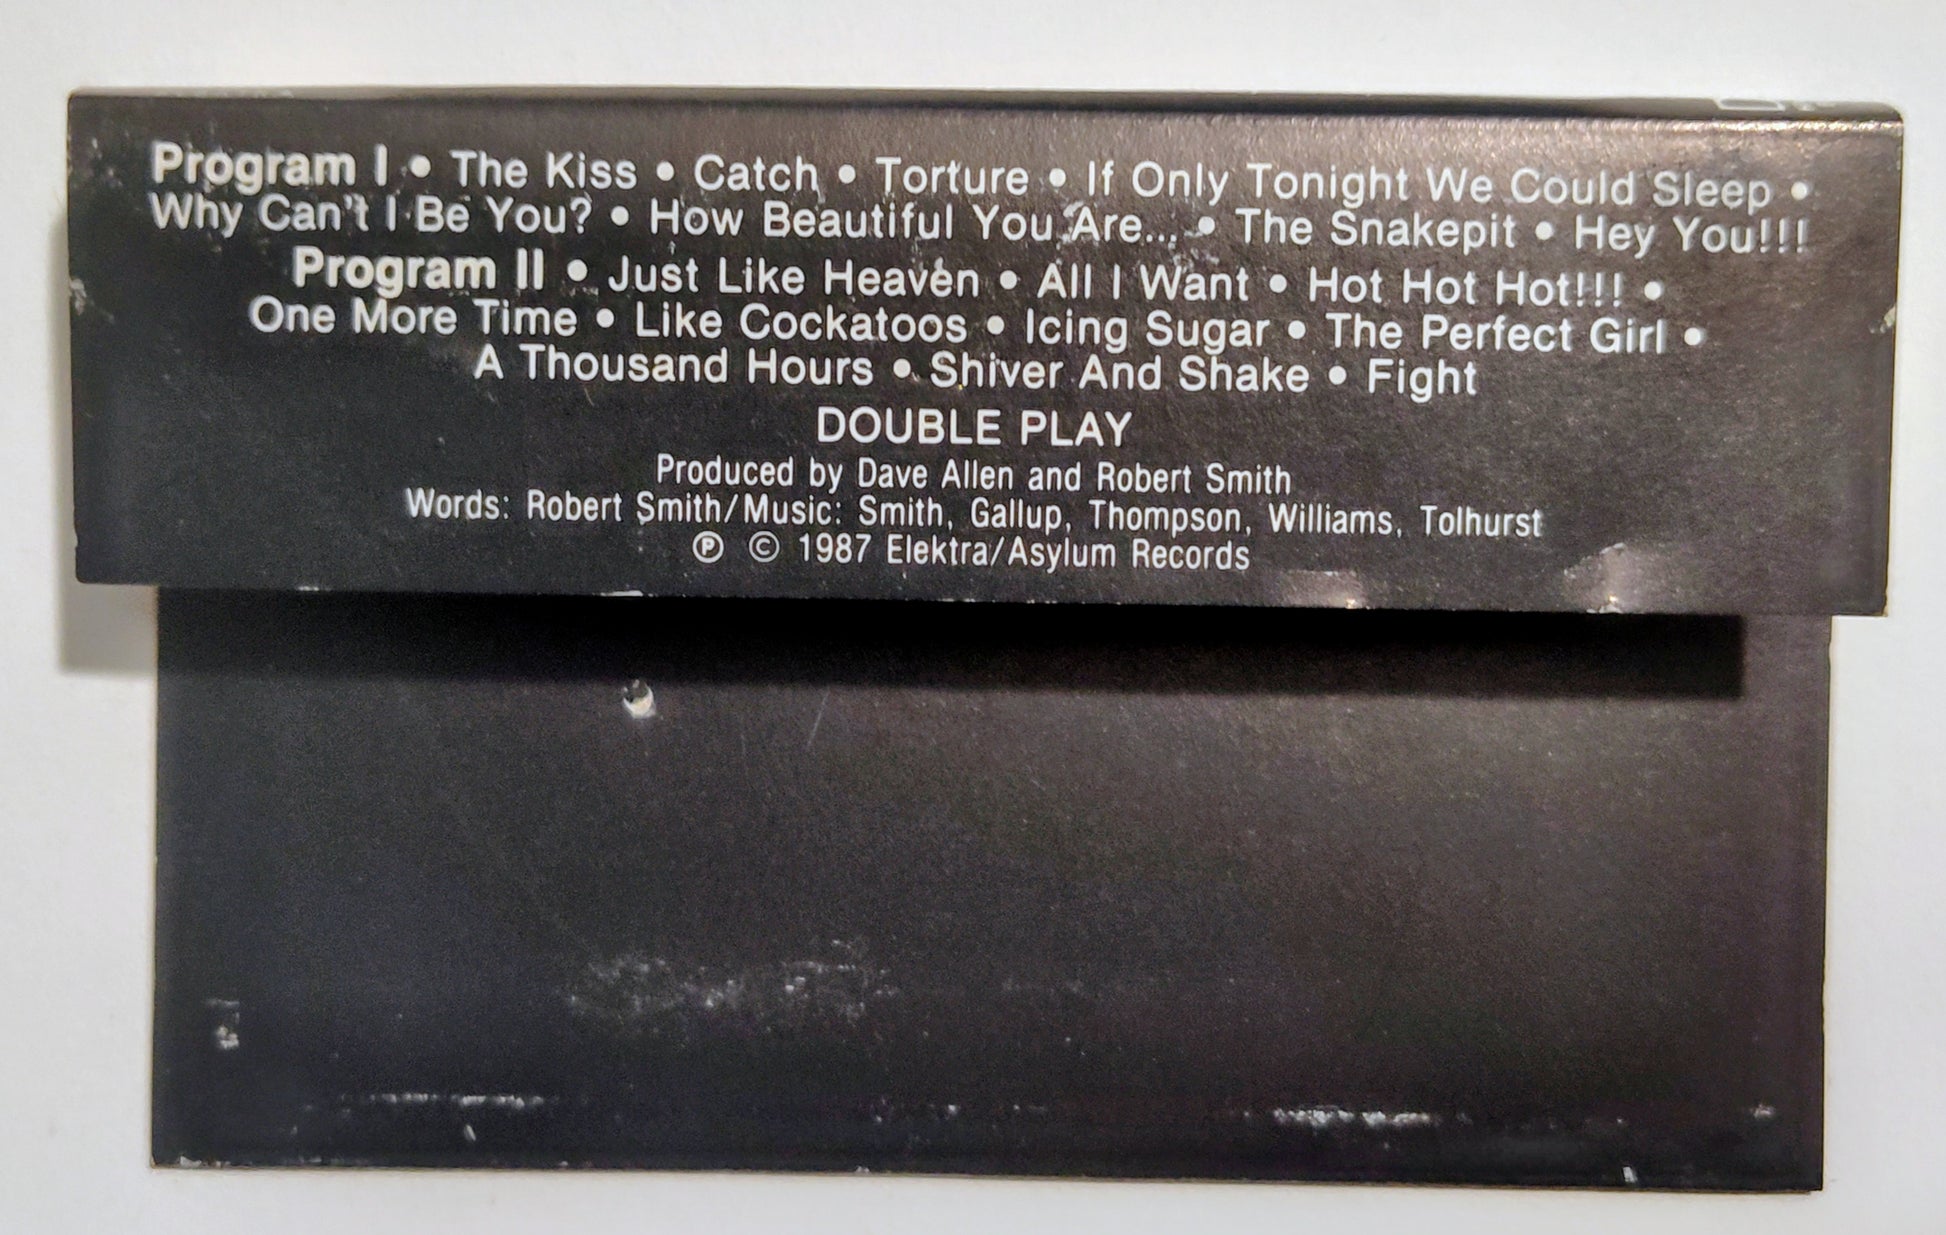 Program I • The Kiss • Catch • Torture • If Only Tonight We Could Sleep •
Why Can't I Be You? • How Beautiful You Are... • The Snakepit • Hey You!!!
Program II • Just Like Heaven • All I Want • Hot Hot Hot!!! •
One More Time • Like Cockatoos • Icing Sugar • The Perfect Girl •
A Thousand Hours • Shiver And Shake • Fight
DOUBLE PLAY
Produced by Dave Allen and Robert Smith
Words: Robert Smith/Music: Smith, Gallup, Thompson, Williams, Tolhurst
℗ © 1987 Elektra/Asylum Records